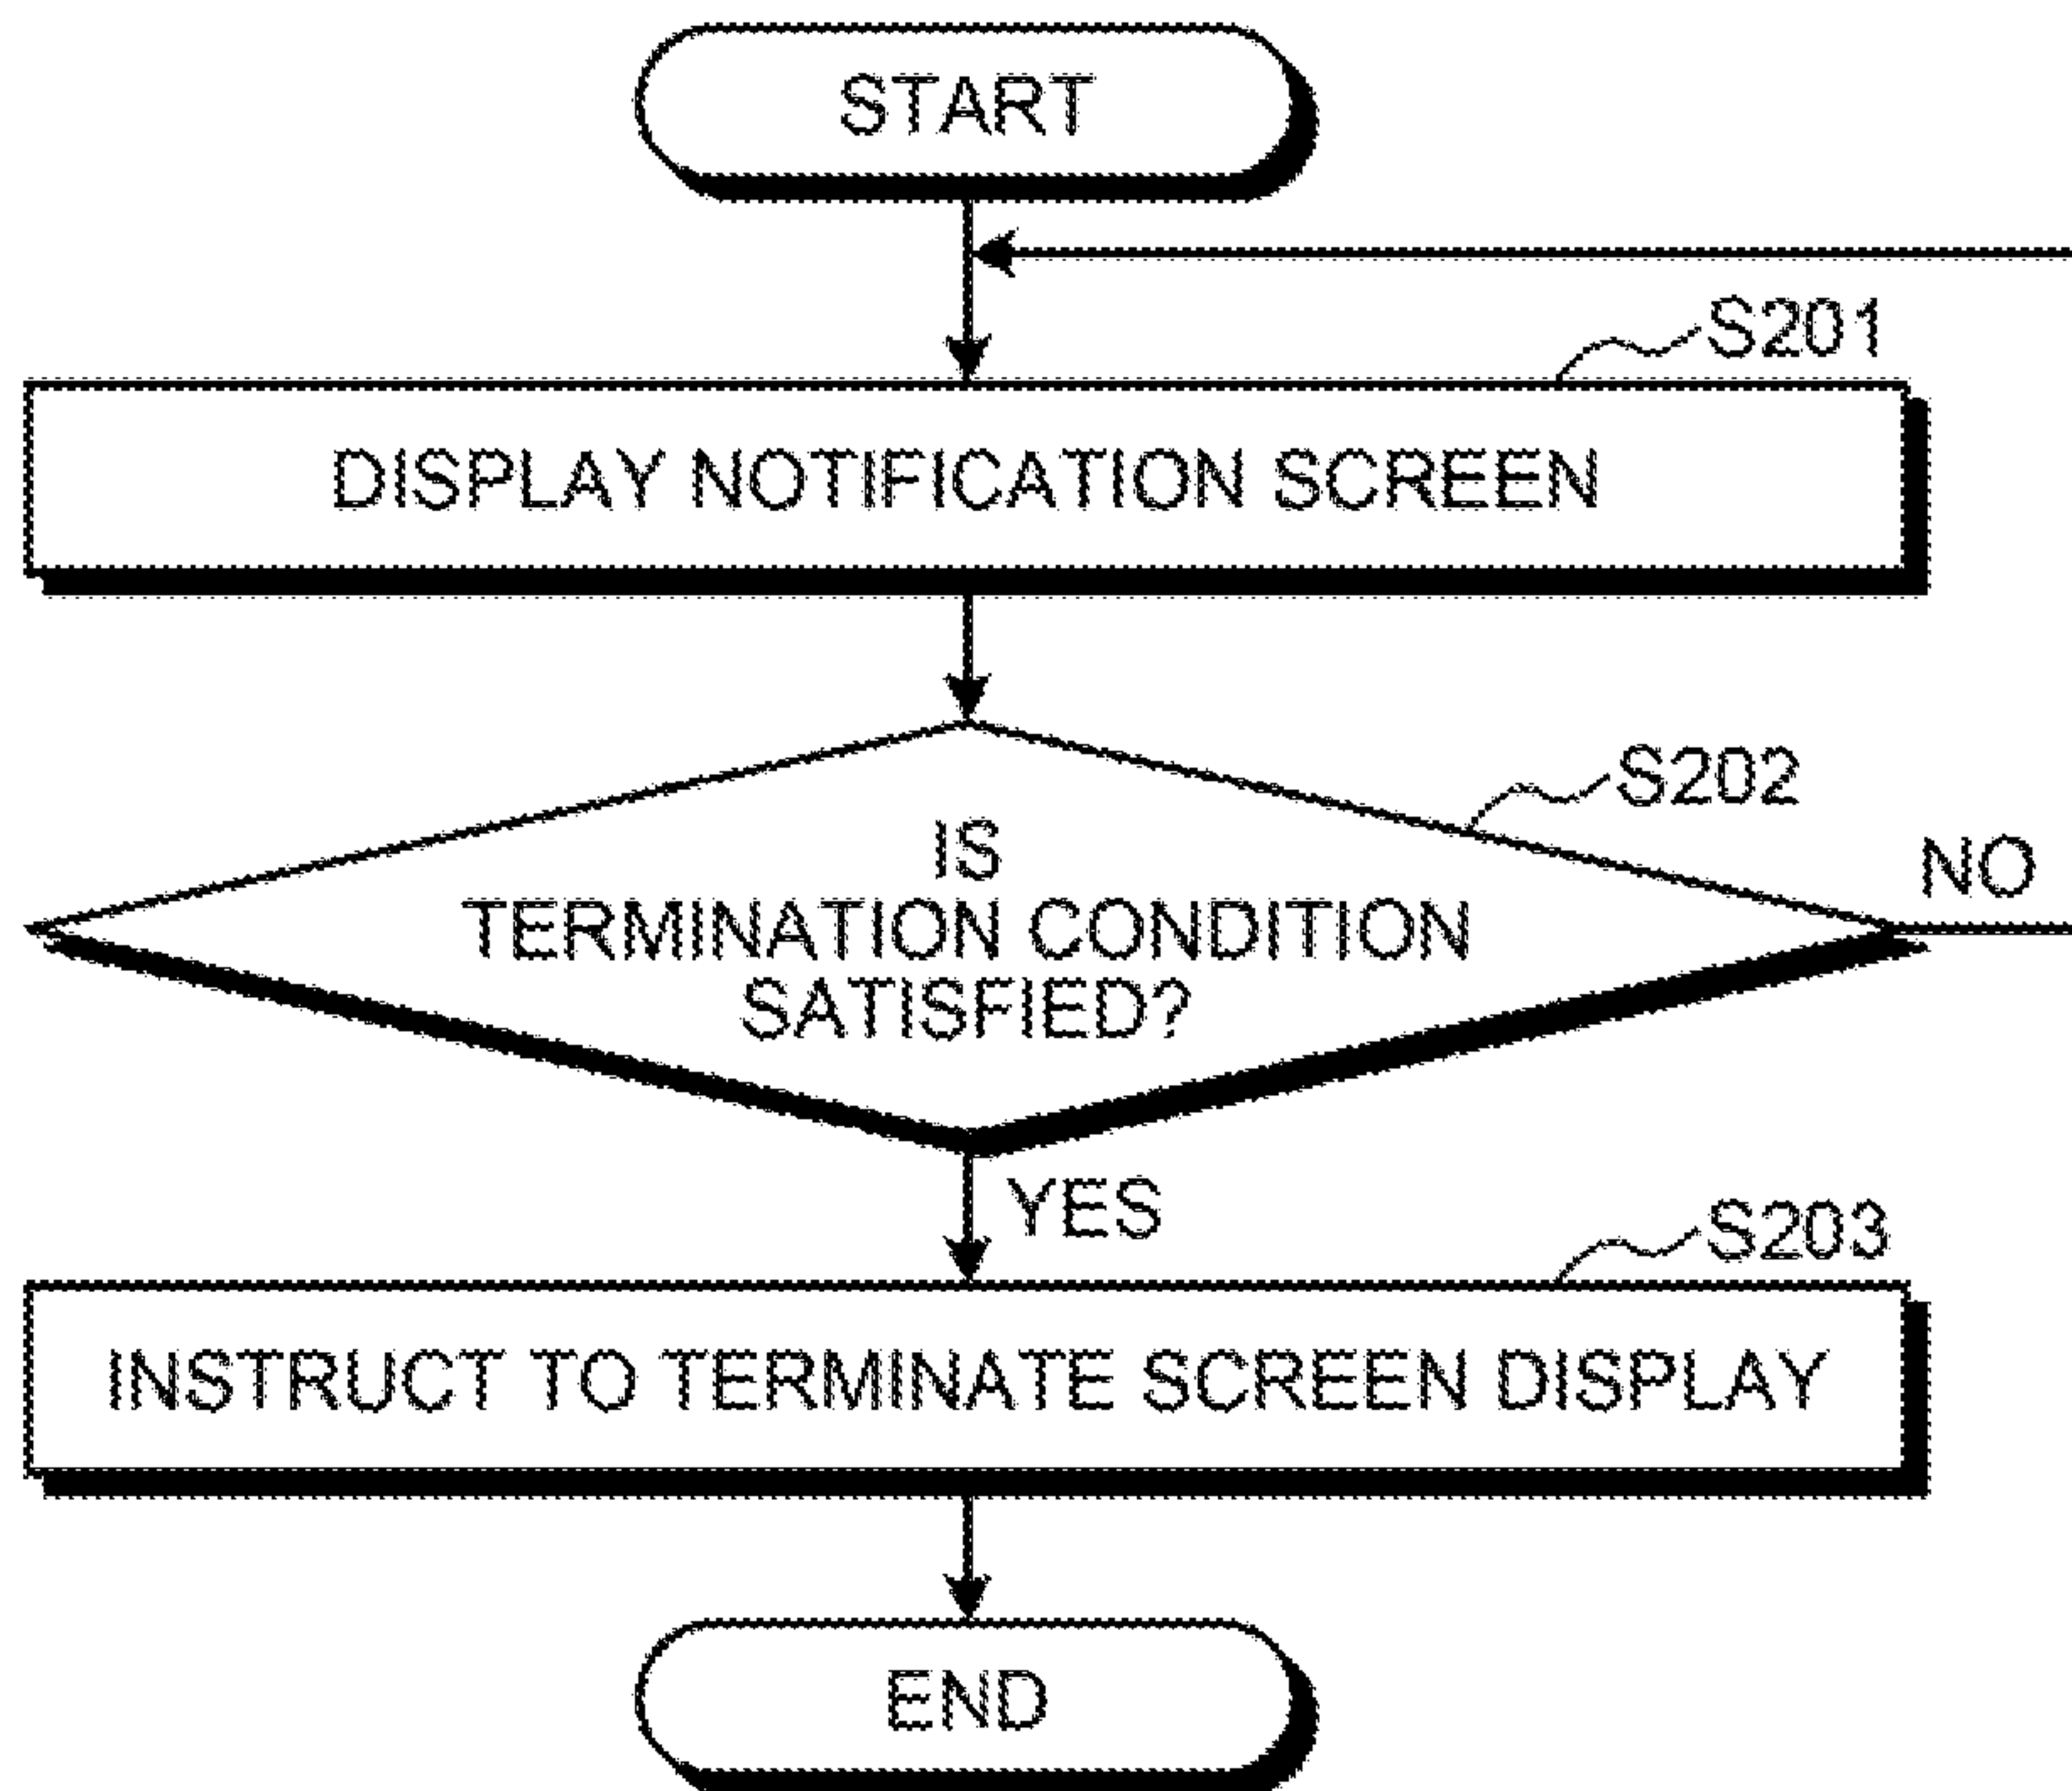 START
S201
DISPLAY NOTIFICATION SCREEN
S202
IS
TERMINATION CONDITION
SATISFIED?
NO
YES
S203
INSTRUCT TO TERMINATE SCREEN DISPLAY
END